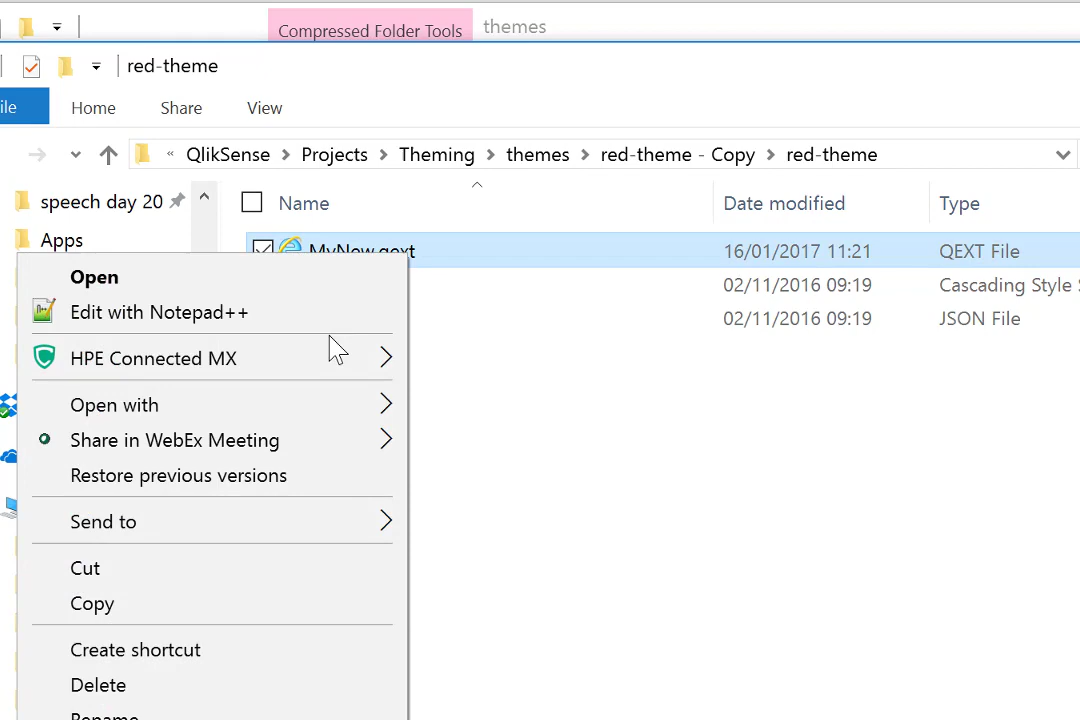 Compressed Folder Tools themes
red-theme
ile Home Share View
« QlikSense > Projects > Theming > themes > red-theme - Copy > red-theme
speech day 20
Name Date modified Type
Apps
MyNew.qext 16/01/2017 11:21 QEXT File
02/11/2016 09:19 Cascading Style S
02/11/2016 09:19 JSON File
Open
Edit with Notepad++
HPE Connected MX
Open with
Share in WebEx Meeting
Restore previous versions
Send to
Cut
Copy
Create shortcut
Delete
Rename